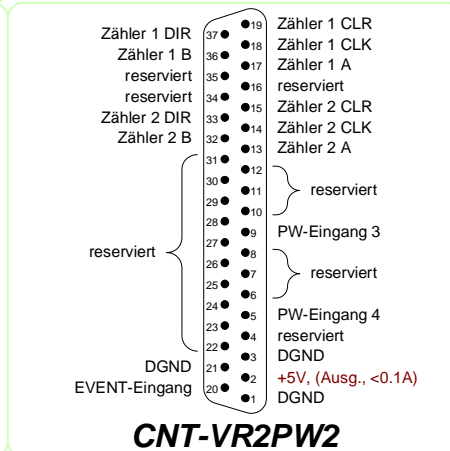 Zähler 1 DIR 37 19 Zähler 1 CLR
Zähler 1 B 36 18 Zähler 1 CLK
reserviert 35 17 Zähler 1 A
reserviert 34 16 reserviert
Zähler 2 DIR 33 15 Zähler 2 CLR
Zähler 2 B 32 14 Zähler 2 CLK
31 13 Zähler 2 A
30 12
29 11 reserviert
28 10
reserviert 27 9 PW-Eingang 3
26 8
25 7 reserviert
24 6
23 5 PW-Eingang 4
22 4 reserviert
DGND 21 3 DGND
EVENT-Eingang 20 2 +5V, (Ausg., <0.1A)
1 DGND
CNT-VR2PW2